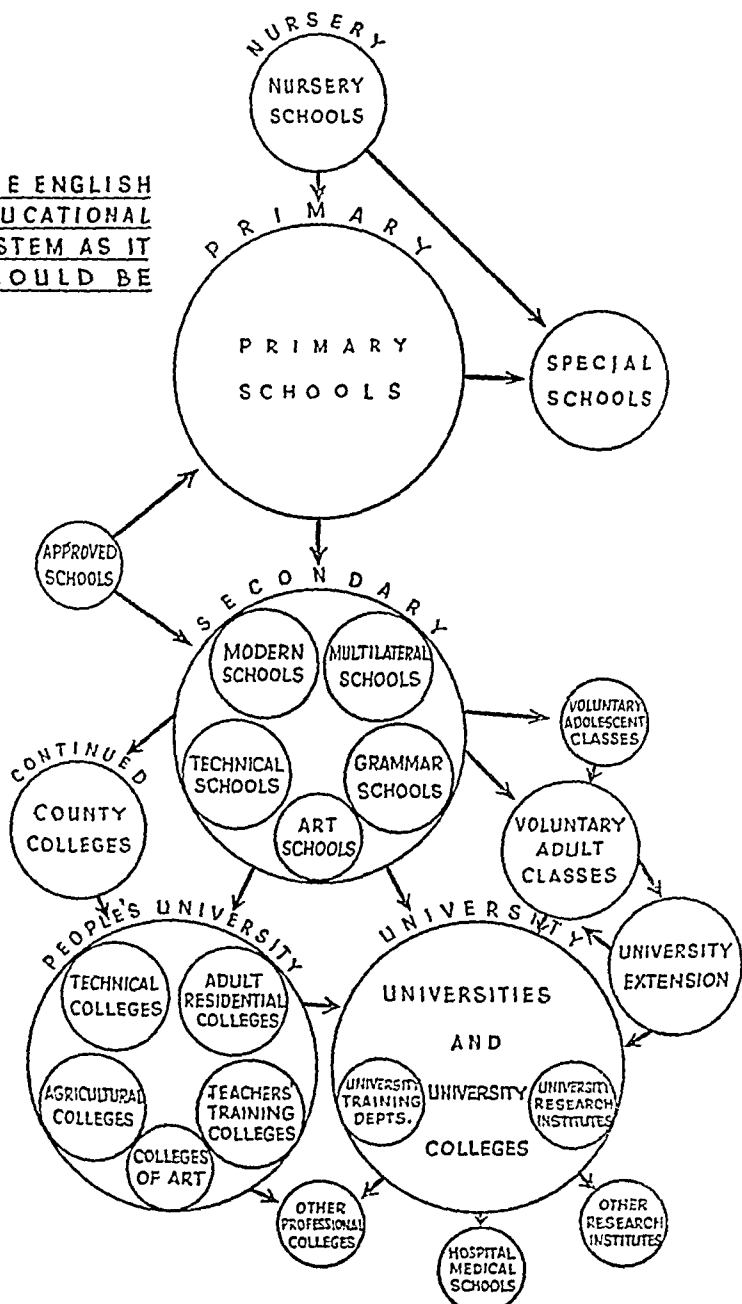 NURSERY
NURSERY
SCHOOLS
E ENGLISH
UCATIONAL
STEM AS IT
OULD BE
PRIMARY
PRIMARY
SCHOOLS
SPECIAL
SCHOOLS
APPROVED
SCHOOLS
SECONDARY
MODERN
SCHOOLS
MULTILATERAL
SCHOOLS
TECHNICAL
SCHOOLS
GRAMMAR
SCHOOLS
ART
SCHOOLS
VOLUNTARY
ADOLESCENT
CLASSES
CONTINUED
COUNTY
COLLEGES
VOLUNTARY
ADULT
CLASSES
UNIVERSITY
EXTENSION
PEOPLE'S UNIVERSITY
TECHNICAL
COLLEGES
ADULT
RESIDENTIAL
COLLEGES
AGRICULTURAL
COLLEGES
TEACHERS'
TRAINING
COLLEGES
COLLEGES
OF ART
UNIVERSITY
UNIVERSITIES
AND
UNIVERSITY
COLLEGES
UNIVERSITY
TRAINING
DEPTS.
UNIVERSITY
RESEARCH
INSTITUTES
OTHER
PROFESSIONAL
COLLEGES
HOSPITAL
MEDICAL
SCHOOLS
OTHER
RESEARCH
INSTITUTES